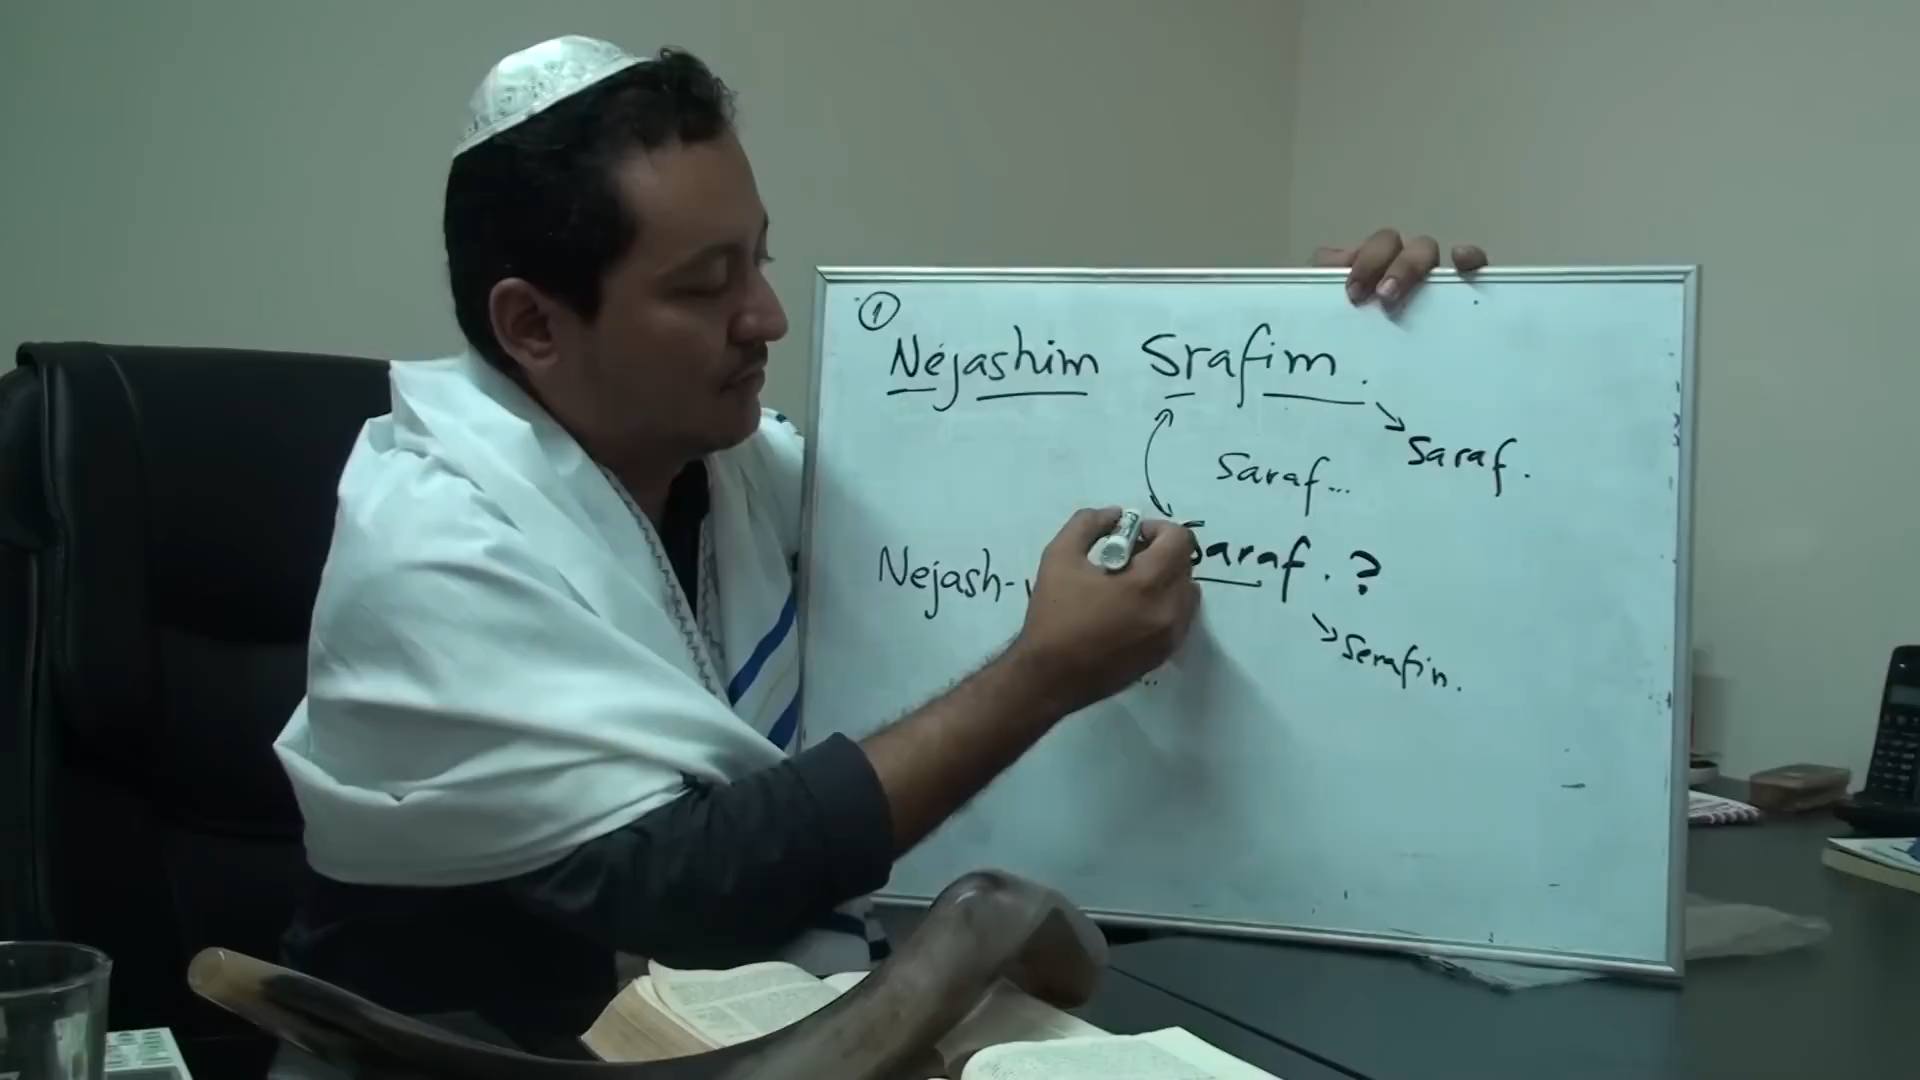 1
Nejashim Srafim.
Saraf.
Saraf...
Nejash- Saraf. ?
Serafin.